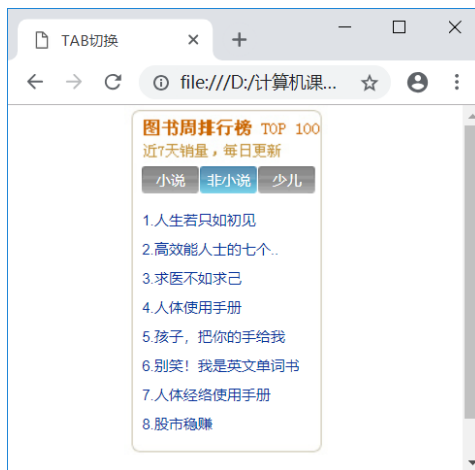 TAB切换
file:///D:/计算机课...
图书周排行榜 TOP 100
近7天销量，每日更新
小说 非小说 少儿
1.人生若只如初见
2.高效能人士的七个..
3.求医不如求己
4.人体使用手册
5.孩子，把你的手给我
6.别笑！我是英文单词书
7.人体经络使用手册
8.股市稳赚